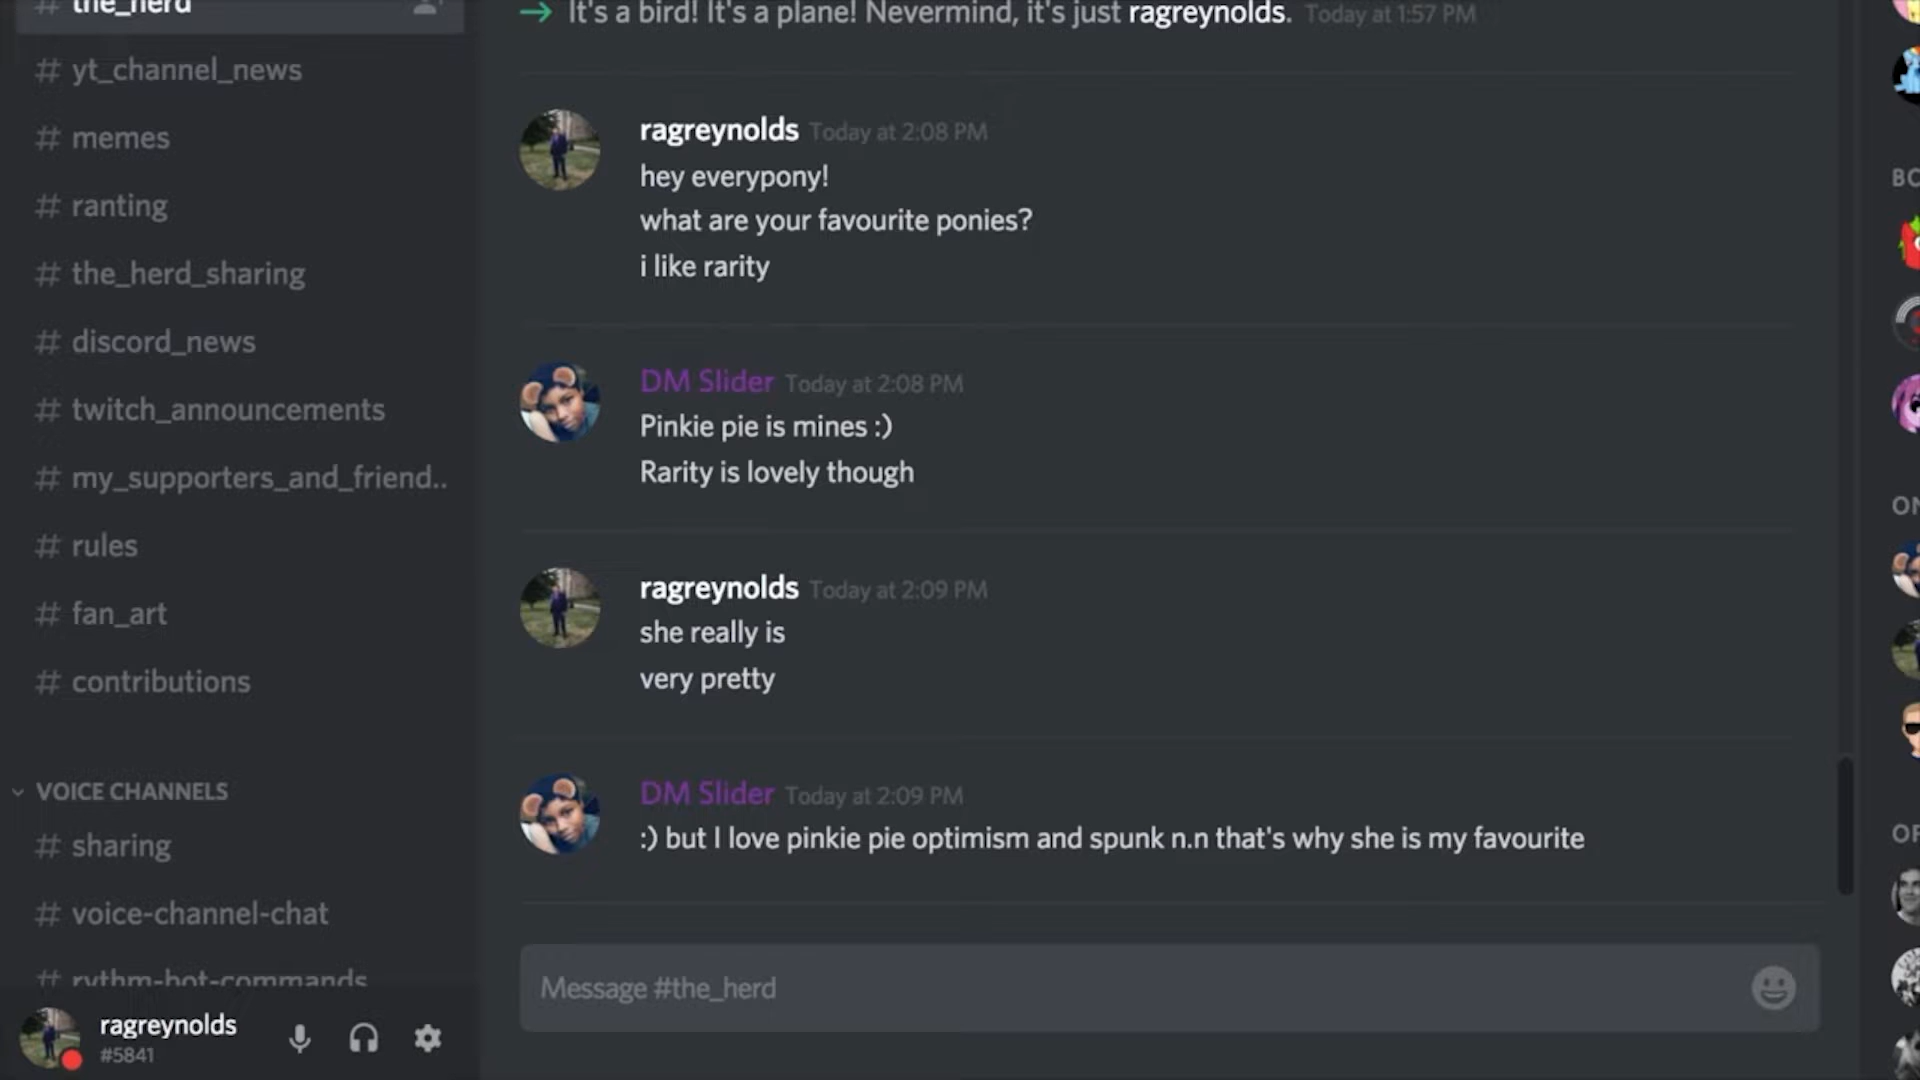 the_herd
yt_channel_news
memes
ranting
the_herd_sharing
discord_news
twitch_announcements
my_supporters_and_friend..
rules
fan_art
contributions
VOICE CHANNELS
sharing
voice-channel-chat
rythm-bot-commands
ragreynolds
#5841
It's a bird! It's a plane! Nevermind, it's just ragreynolds. Today at 1:57 PM
ragreynolds Today at 2:08 PM
hey everypony!
what are your favourite ponies?
i like rarity
DM Slider Today at 2:08 PM
Pinkie pie is mines :)
Rarity is lovely though
ragreynolds Today at 2:09 PM
she really is
very pretty
DM Slider Today at 2:09 PM
:) but I love pinkie pie optimism and spunk n.n that's why she is my favourite
Message #the_herd
BO
ON
OF